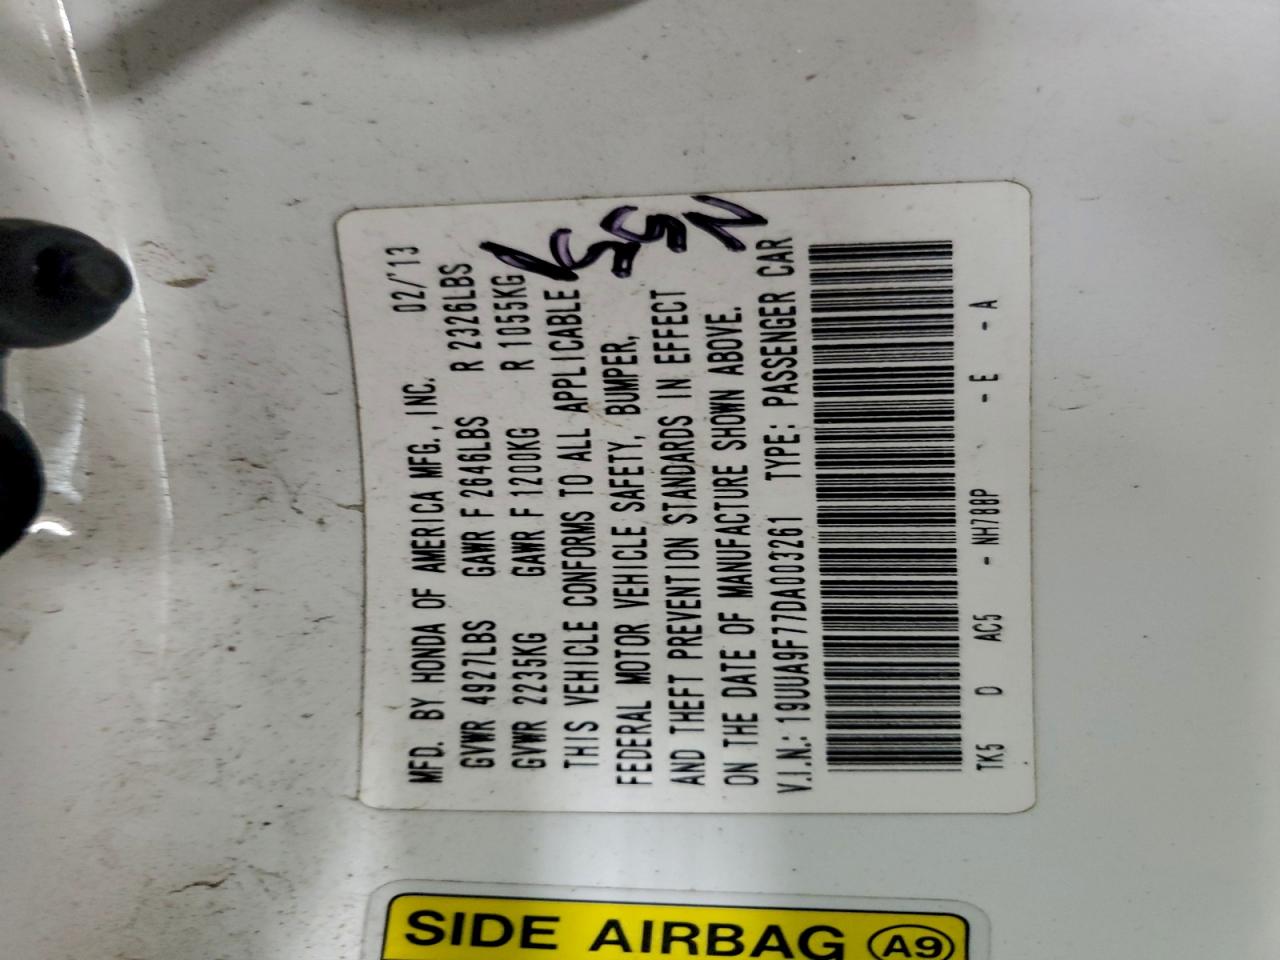 MFD. BY HONDA OF AMERICA MFG., INC. 02/'13
GVWR 4927LBS GAWR F 2646LBS R 2326LBS
GVWR 2235KG GAWR F 1200KG R 1055KG
THIS VEHICLE CONFORMS TO ALL APPLICABLE
FEDERAL MOTOR VEHICLE SAFETY, BUMPER,
AND THEFT PREVENTION STANDARDS IN EFFECT
ON THE DATE OF MANUFACTURE SHOWN ABOVE.
V.I.N.: 19UUA9F77DA003261 TYPE: PASSENGER CAR
TK5 D AC5 - NH788P - E - A
SIDE AIRBAG A9